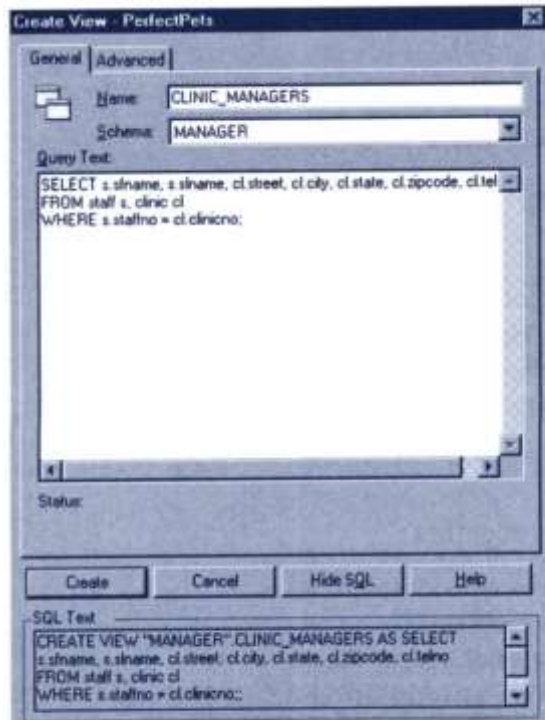 Create View - PerfectPets
General Advanced
Name: CLINIC_MANAGERS
Schema: MANAGER
Query Text:
SELECT s.sfname, s.slname, cl.street, cl.city, cl.state, cl.zipcode, cl.tel
FROM staff s, clinic cl
WHERE s.staffno = cl.clinicno;
Status:
Create Cancel Hide SQL Help
SQL Text
CREATE VIEW "MANAGER".CLINIC_MANAGERS AS SELECT
s.sfname, s.slname, cl.street, cl.city, cl.state, cl.zipcode, cl.telno
FROM staff s, clinic cl
WHERE s.staffno = cl.clinicno;;